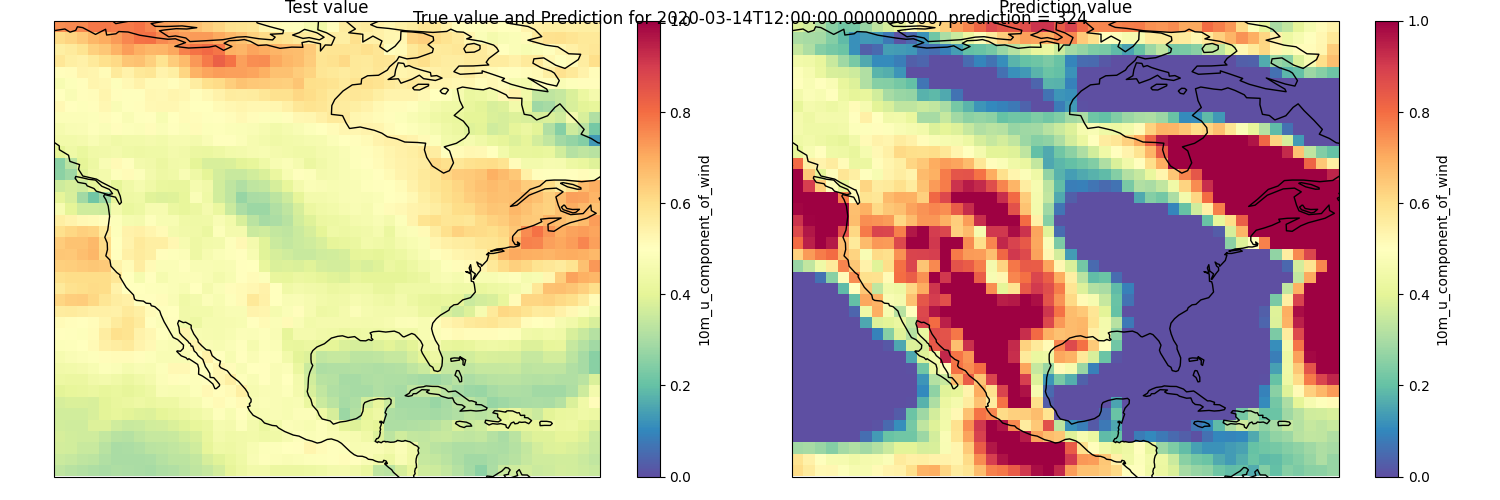 Test value
Prediction value
True value and Prediction for 2020-03-14T12:00:00.000000000, prediction = 324
1.0
0.8
0.6
0.4
0.2
0.0
10m_u_component_of_wind
1.0
0.8
0.6
0.4
0.2
0.0
10m_u_component_of_wind